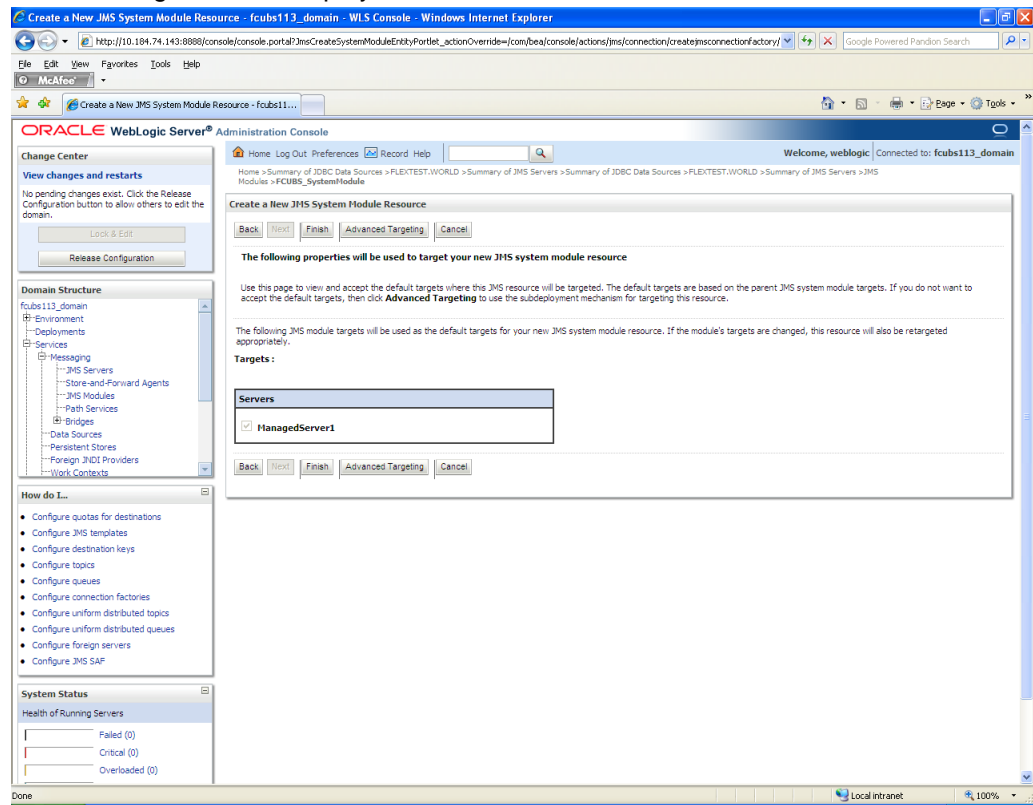 Create a New JMS System Module Resource - fcubs113_domain - WLS Console - Windows Internet Explorer
http://10.184.74.143:8888/console/console.portal?JmsCreateSystemModuleEntityPortlet_actionOverride=/com/bea/console/actions/jms/connection/createjmsconnectionfactory/
Google Powered Pandion Search
File Edit View Favorites Tools Help
McAfee
Create a New JMS System Module Resource - fcubs11...
Page Tools
ORACLE WebLogic Server® Administration Console
Change Center
View changes and restarts
No pending changes exist. Click the Release
Configuration button to allow others to edit the
domain.
Lock & Edit
Release Configuration
Domain Structure
fcubs113_domain
Environment
Deployments
Services
Messaging
JMS Servers
Store-and-Forward Agents
JMS Modules
Path Services
Bridges
Data Sources
Persistent Stores
Foreign JNDI Providers
Work Contexts
How do I...
Configure quotas for destinations
Configure JMS templates
Configure destination keys
Configure topics
Configure queues
Configure connection factories
Configure uniform distributed topics
Configure uniform distributed queues
Configure foreign servers
Configure JMS SAF
System Status
Health of Running Servers
Failed (0)
Critical (0)
Overloaded (0)
Home Log Out Preferences Record Help
Welcome, weblogic Connected to: fcubs113_domain
Home >Summary of JDBC Data Sources >FLEXTEST.WORLD >Summary of JMS Servers >Summary of JDBC Data Sources >FLEXTEST.WORLD >Summary of JMS Servers >JMS
Modules >FCUBS_SystemModule
Create a New JMS System Module Resource
Back Next Finish Advanced Targeting Cancel
The following properties will be used to target your new JMS system module resource
Use this page to view and accept the default targets where this JMS resource will be targeted. The default targets are based on the parent JMS system module targets. If you do not want to
accept the default targets, then click Advanced Targeting to use the subdeployment mechanism for targeting this resource.
The following JMS module targets will be used as the default targets for your new JMS system module resource. If the module's targets are changed, this resource will also be retargeted
appropriately.
Targets :
Servers
ManagedServer1
Back Next Finish Advanced Targeting Cancel
Done
Local intranet
100%